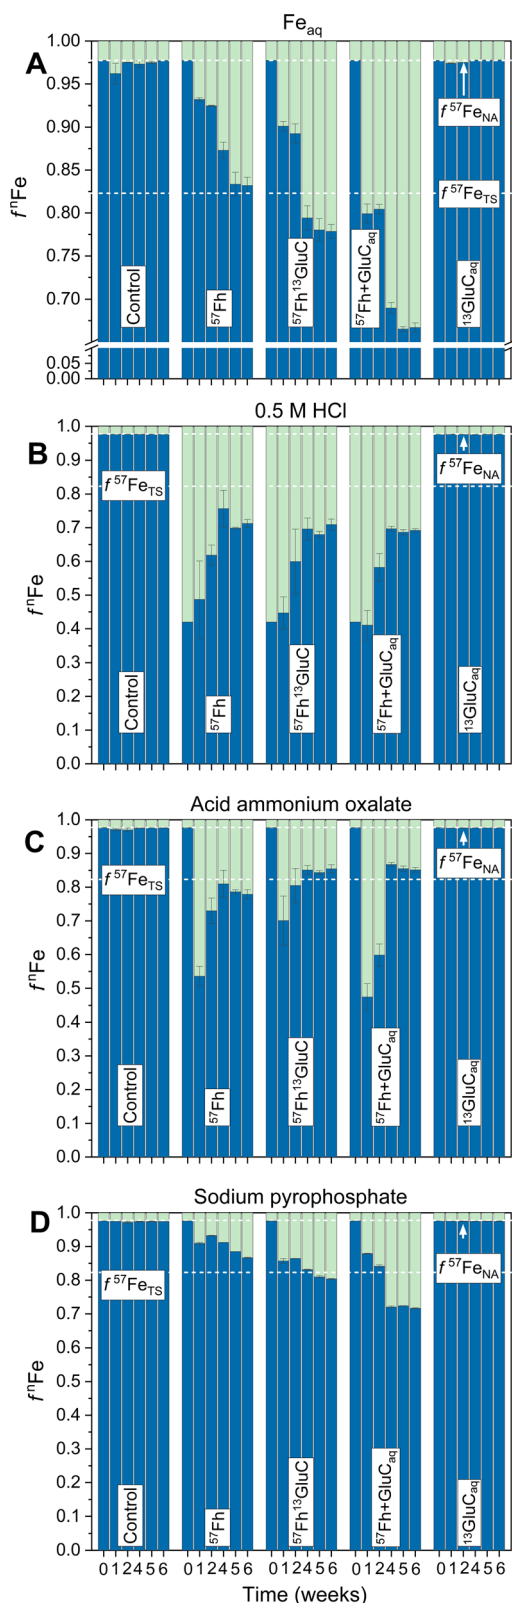 Fe_aq
A
1.00
0.95
0.90
0.85
0.80
0.75
0.70
0.05
0.00
fⁿFe
Control
⁵⁷Fh
⁵⁷Fh¹³GluC
⁵⁷Fh+GluC_aq
¹³GluC_aq
f ⁵⁷Fe_NA
f ⁵⁷Fe_TS
0.5 M HCl
B
1.0
0.9
0.8
0.7
0.6
0.5
0.4
0.3
0.2
0.1
0.0
fⁿFe
f ⁵⁷Fe_TS
f ⁵⁷Fe_NA
Control
⁵⁷Fh
⁵⁷Fh¹³GluC
⁵⁷Fh+GluC_aq
¹³GluC_aq
Acid ammonium oxalate
C
1.0
0.9
0.8
0.7
0.6
0.5
0.4
0.3
0.2
0.1
0.0
fⁿFe
f ⁵⁷Fe_TS
f ⁵⁷Fe_NA
Control
⁵⁷Fh
⁵⁷Fh¹³GluC
⁵⁷Fh+GluC_aq
¹³GluC_aq
Sodium pyrophosphate
D
1.0
0.9
0.8
0.7
0.6
0.5
0.4
0.3
0.2
0.1
0.0
fⁿFe
f ⁵⁷Fe_TS
f ⁵⁷Fe_NA
Control
⁵⁷Fh
⁵⁷Fh¹³GluC
⁵⁷Fh+GluC_aq
¹³GluC_aq
0 1 2 4 5 6 0 1 2 4 5 6 0 1 2 4 5 6 0 1 2 4 5 6 0 1 2 4 5 6
Time (weeks)